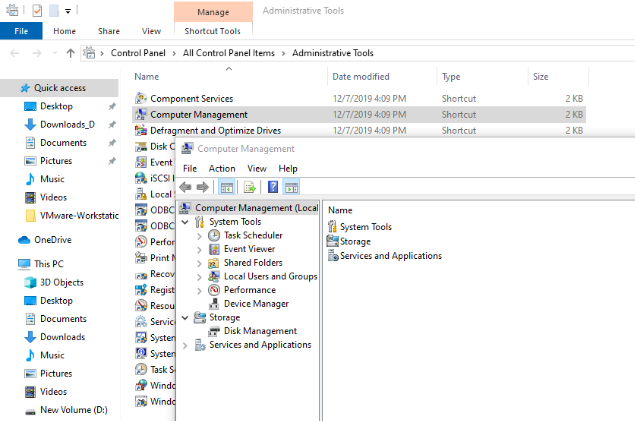 Manage
Administrative Tools
File
Home
Share
View
Shortcut Tools
Control Panel
All Control Panel Items
Administrative Tools
Quick access
Desktop
Downloads_D
Documents
Pictures
Music
Videos
VMware-Workstatic
OneDrive
This PC
3D Objects
Desktop
Documents
Downloads
Music
Pictures
Videos
New Volume (D:)
Name
Date modified
Type
Size
Component Services 12/7/2019 4:09 PM Shortcut 2 KB
Computer Management 12/7/2019 4:09 PM Shortcut 2 KB
Defragment and Optimize Drives 12/7/2019 4:09 PM Shortcut 2 KB
Disk C
Event
iSCSI I
Local S
ODBC
ODBC
Perfor
Print M
Recov
Regist
Resou
Service
System
System
Task S
Windo
Windo
Computer Management
File Action View Help
Computer Management (Local
System Tools
Task Scheduler
Event Viewer
Shared Folders
Local Users and Groups
Performance
Device Manager
Storage
Disk Management
Services and Applications
Name
System Tools
Storage
Services and Applications